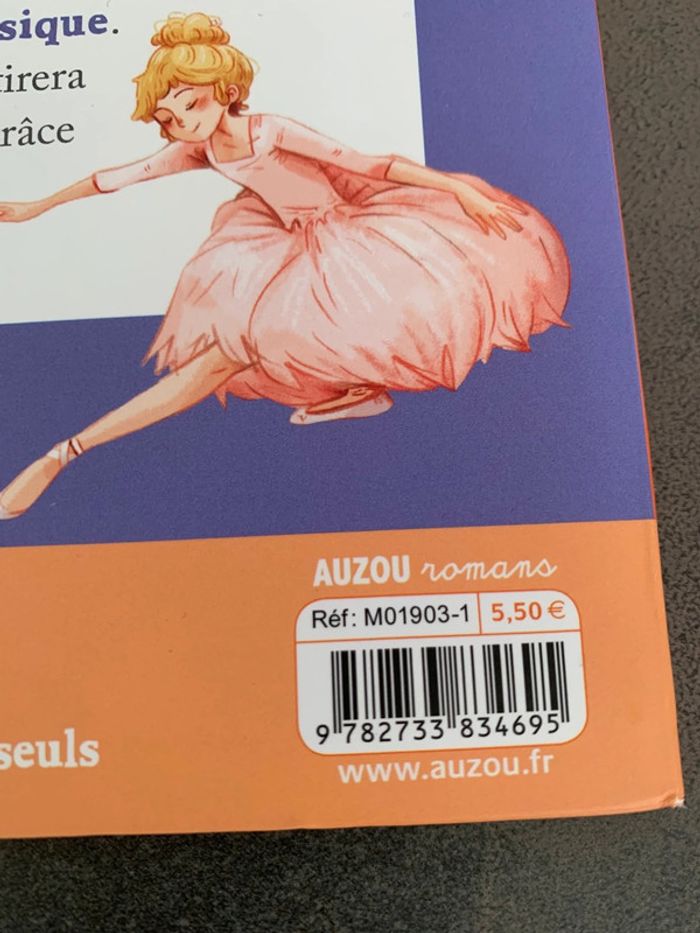 sique.
tirera
râce
AUZOU romans
Réf: M01903-1 5,50 €
9 782733 834695
www.auzou.fr
seuls